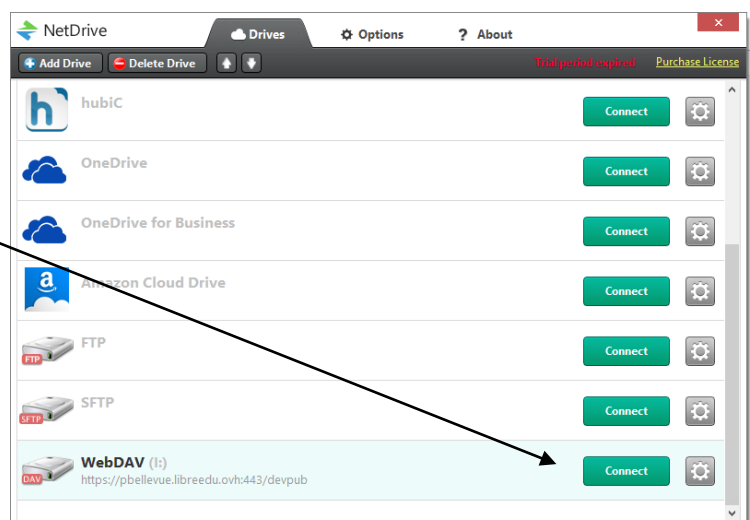 NetDrive
Drives
Options
? About
Add Drive
Delete Drive
Trial period expired
Purchase License
h
hubiC
Connect
OneDrive
Connect
OneDrive for Business
Connect
a
Amazon Cloud Drive
Connect
FTP
FTP
Connect
SFTP
SFTP
Connect
DAV
WebDAV (I:)
https://pbellevue.libreedu.ovh:443/devpub
Connect